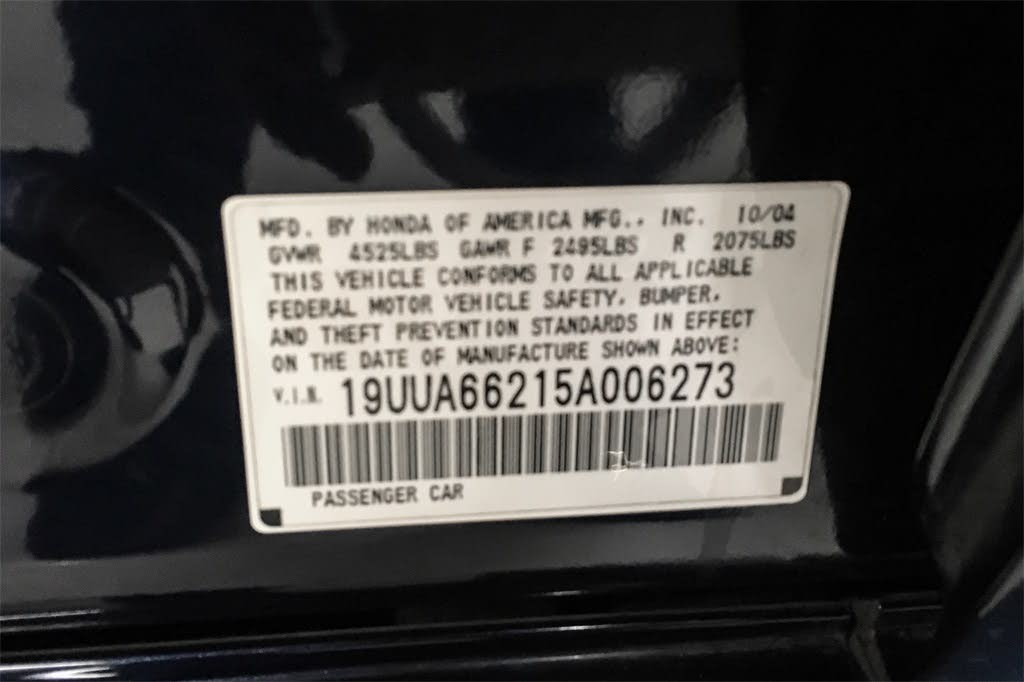 MFD. BY HONDA OF AMERICA MFG., INC. 10/04
GVWR 4525LBS GAWR F 2495LBS R 2075LBS
THIS VEHICLE CONFORMS TO ALL APPLICABLE
FEDERAL MOTOR VEHICLE SAFETY, BUMPER,
AND THEFT PREVENTION STANDARDS IN EFFECT
ON THE DATE OF MANUFACTURE SHOWN ABOVE:
V.I.N. 19UUA66215A006273
PASSENGER CAR